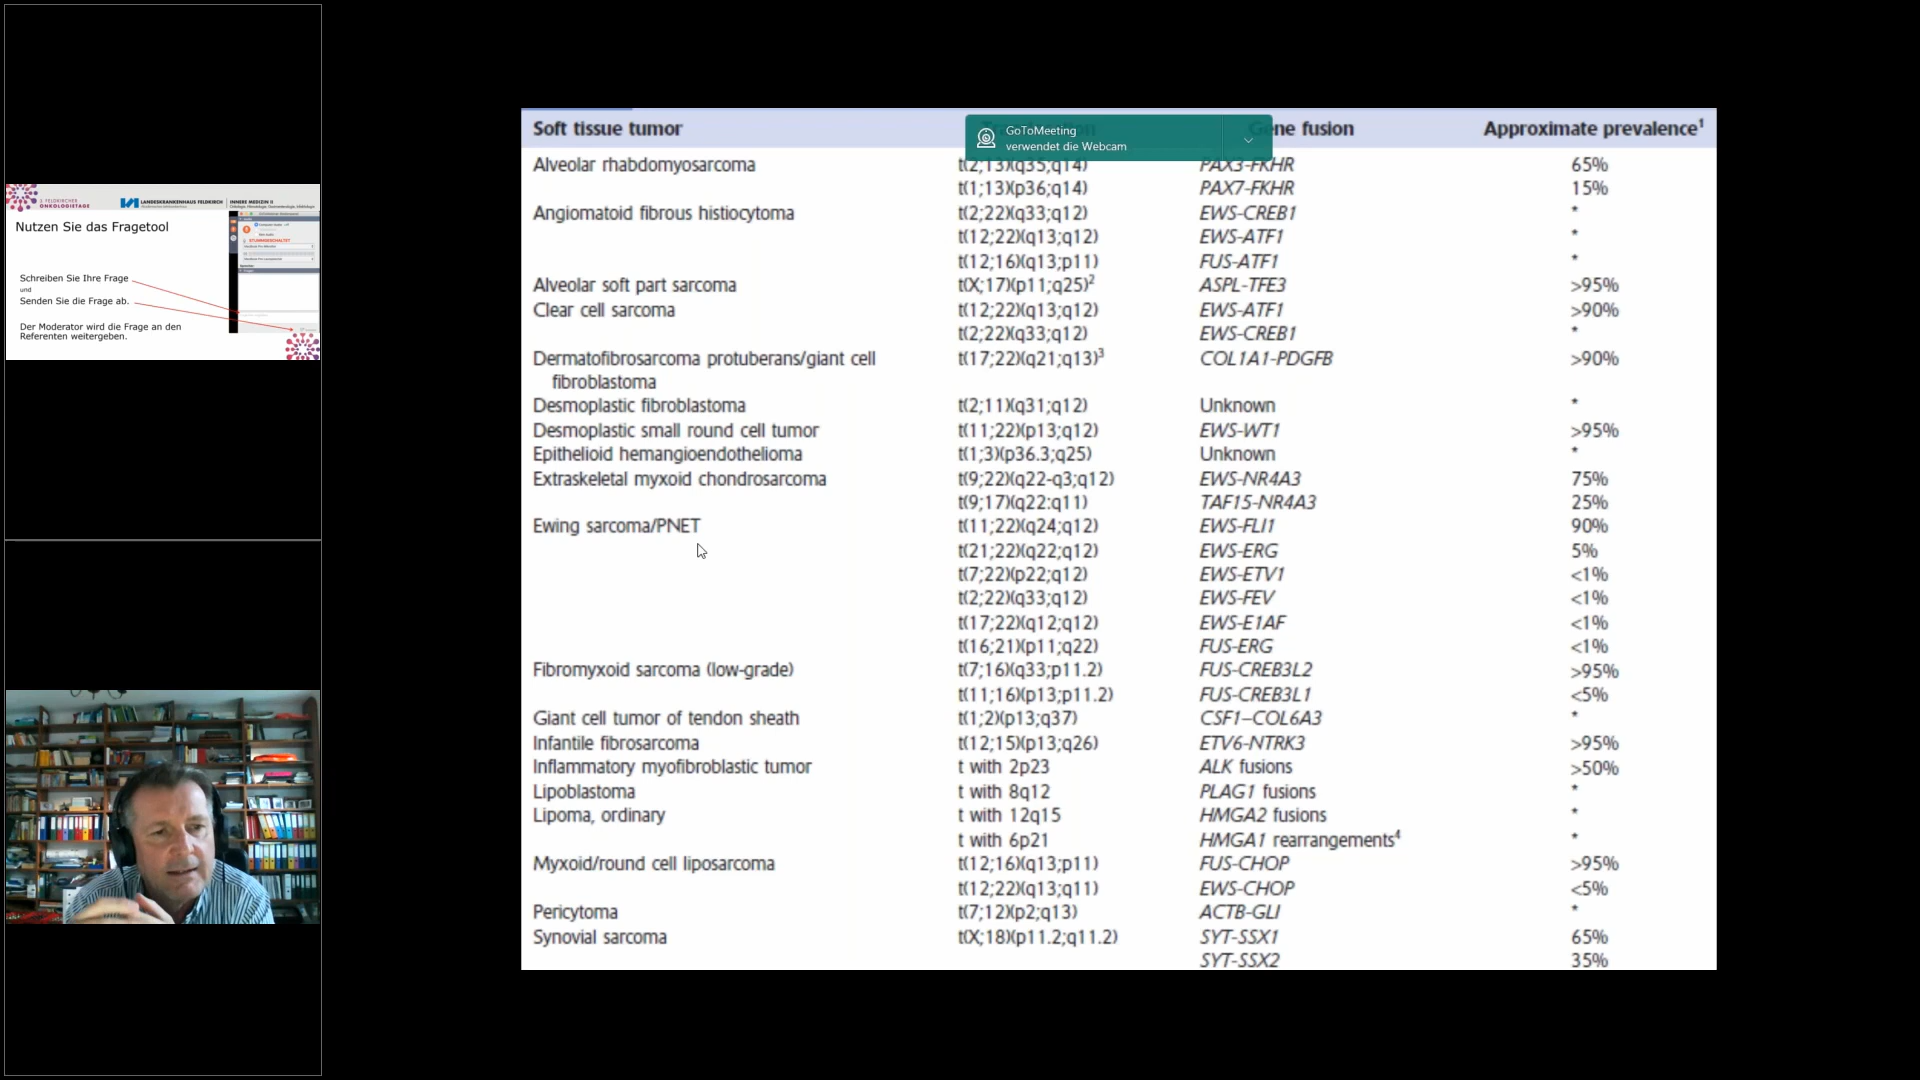 2. FELDKIRCHER
ONKOLOGIETAGE
LANDESKRANKENHAUS FELDKIRCH
INNERE MEDIZIN II
Nutzen Sie das Fragetool
STUMMGESCHALTET
Schreiben Sie Ihre Frage
und
Senden Sie die Frage ab.
Der Moderator wird die Frage an den
Referenten weitergeben.
GoToMeeting
verwendet die Webcam
Soft tissue tumor Gene fusion Approximate prevalence¹
Alveolar rhabdomyosarcoma t(2;13)(q35;q14) PAX3-FKHR 65%
t(1;13)(p36;q14) PAX7-FKHR 15%
Angiomatoid fibrous histiocytoma t(2;22)(q33;q12) EWS-CREB1 *
t(12;22)(q13;q12) EWS-ATF1 *
t(12;16)(q13;p11) FUS-ATF1 *
Alveolar soft part sarcoma t(X;17)(p11;q25)² ASPL-TFE3 >95%
Clear cell sarcoma t(12;22)(q13;q12) EWS-ATF1 >90%
t(2;22)(q33;q12) EWS-CREB1 *
Dermatofibrosarcoma protuberans/giant cell t(17;22)(q21;q13)³ COL1A1-PDGFB >90%
fibroblastoma
Desmoplastic fibroblastoma t(2;11)(q31;q12) Unknown *
Desmoplastic small round cell tumor t(11;22)(p13;q12) EWS-WT1 >95%
Epithelioid hemangioendothelioma t(1;3)(p36.3;q25) Unknown *
Extraskeletal myxoid chondrosarcoma t(9;22)(q22-q3;q12) EWS-NR4A3 75%
t(9;17)(q22:q11) TAF15-NR4A3 25%
Ewing sarcoma/PNET t(11;22)(q24;q12) EWS-FLI1 90%
t(21;22)(q22;q12) EWS-ERG 5%
t(7;22)(p22;q12) EWS-ETV1 <1%
t(2;22)(q33;q12) EWS-FEV <1%
t(17;22)(q12;q12) EWS-E1AF <1%
t(16;21)(p11;q22) FUS-ERG <1%
Fibromyxoid sarcoma (low-grade) t(7;16)(q33;p11.2) FUS-CREB3L2 >95%
t(11;16)(p13;p11.2) FUS-CREB3L1 <5%
Giant cell tumor of tendon sheath t(1;2)(p13;q37) CSF1–COL6A3 *
Infantile fibrosarcoma t(12;15)(p13;q26) ETV6-NTRK3 >95%
Inflammatory myofibroblastic tumor t with 2p23 ALK fusions >50%
Lipoblastoma t with 8q12 PLAG1 fusions *
Lipoma, ordinary t with 12q15 HMGA2 fusions *
t with 6p21 HMGA1 rearrangements⁴ *
Myxoid/round cell liposarcoma t(12;16)(q13;p11) FUS-CHOP >95%
t(12;22)(q13;q11) EWS-CHOP <5%
Pericytoma t(7;12)(p2;q13) ACTB-GLI *
Synovial sarcoma t(X;18)(p11.2;q11.2) SYT-SSX1 65%
SYT-SSX2 35%